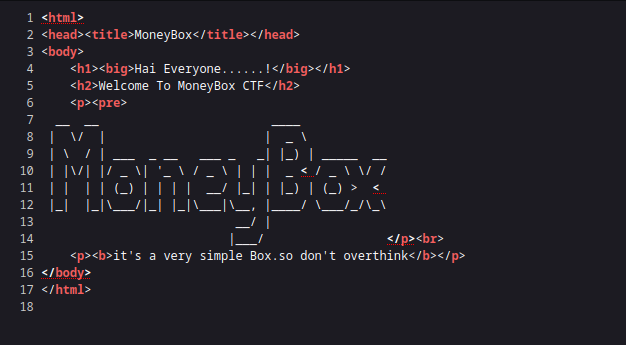 1 <html>
2 <head><title>MoneyBox</title></head>
3 <body>
4     <h1><big>Hai Everyone......!</big></h1>
5     <h2>Welcome To MoneyBox CTF</h2>
6     <p><pre>
7   __  __                        ____
8  |  \/  |                      |  _ \
9  | \  / | ___  _ __   ___ _   _| |_) | _____  __
10 | |\/| |/ _ \| '_ \ / _ \ | | |  _ < / _ \ \/ /
11 | |  | | (_) | | | |  __/ |_| | |_) | (_) >  <
12 |_|  |_|\___/|_| |_|\___|\__, |____/ \___/_/\_\
13                           __/ |
14                          |___/                  </p><br>
15    <p><b>it's a very simple Box.so don't overthink</b></p>
16 </body>
17 </html>
18